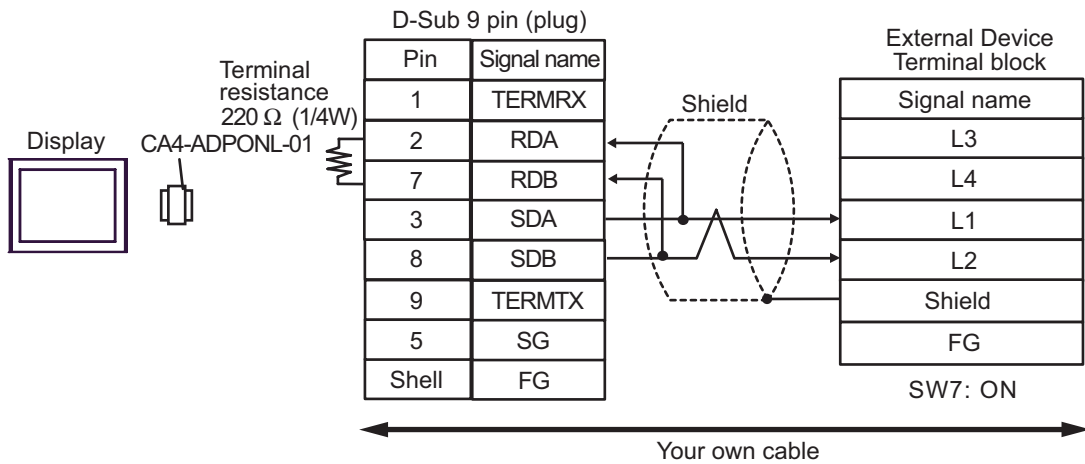 D-Sub 9 pin (plug)
External Device
Terminal block
Pin Signal name
Signal name
Terminal
resistance
220 Ω (1/4W)
1 TERMRX
Shield
Display
CA4-ADPONL-01
2 RDA
L3
7 RDB
L4
3 SDA
L1
8 SDB
L2
9 TERMTX
Shield
5 SG
FG
Shell FG
SW7: ON
Your own cable